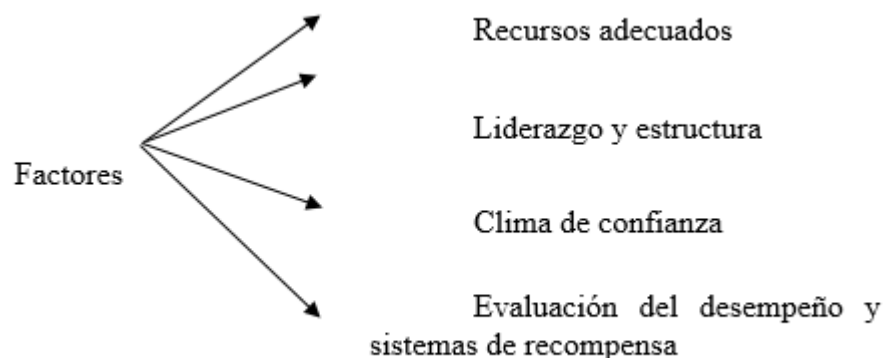 Recursos adecuados
Liderazgo y estructura
Factores
Clima de confianza
Evaluación del desempeño y
sistemas de recompensa